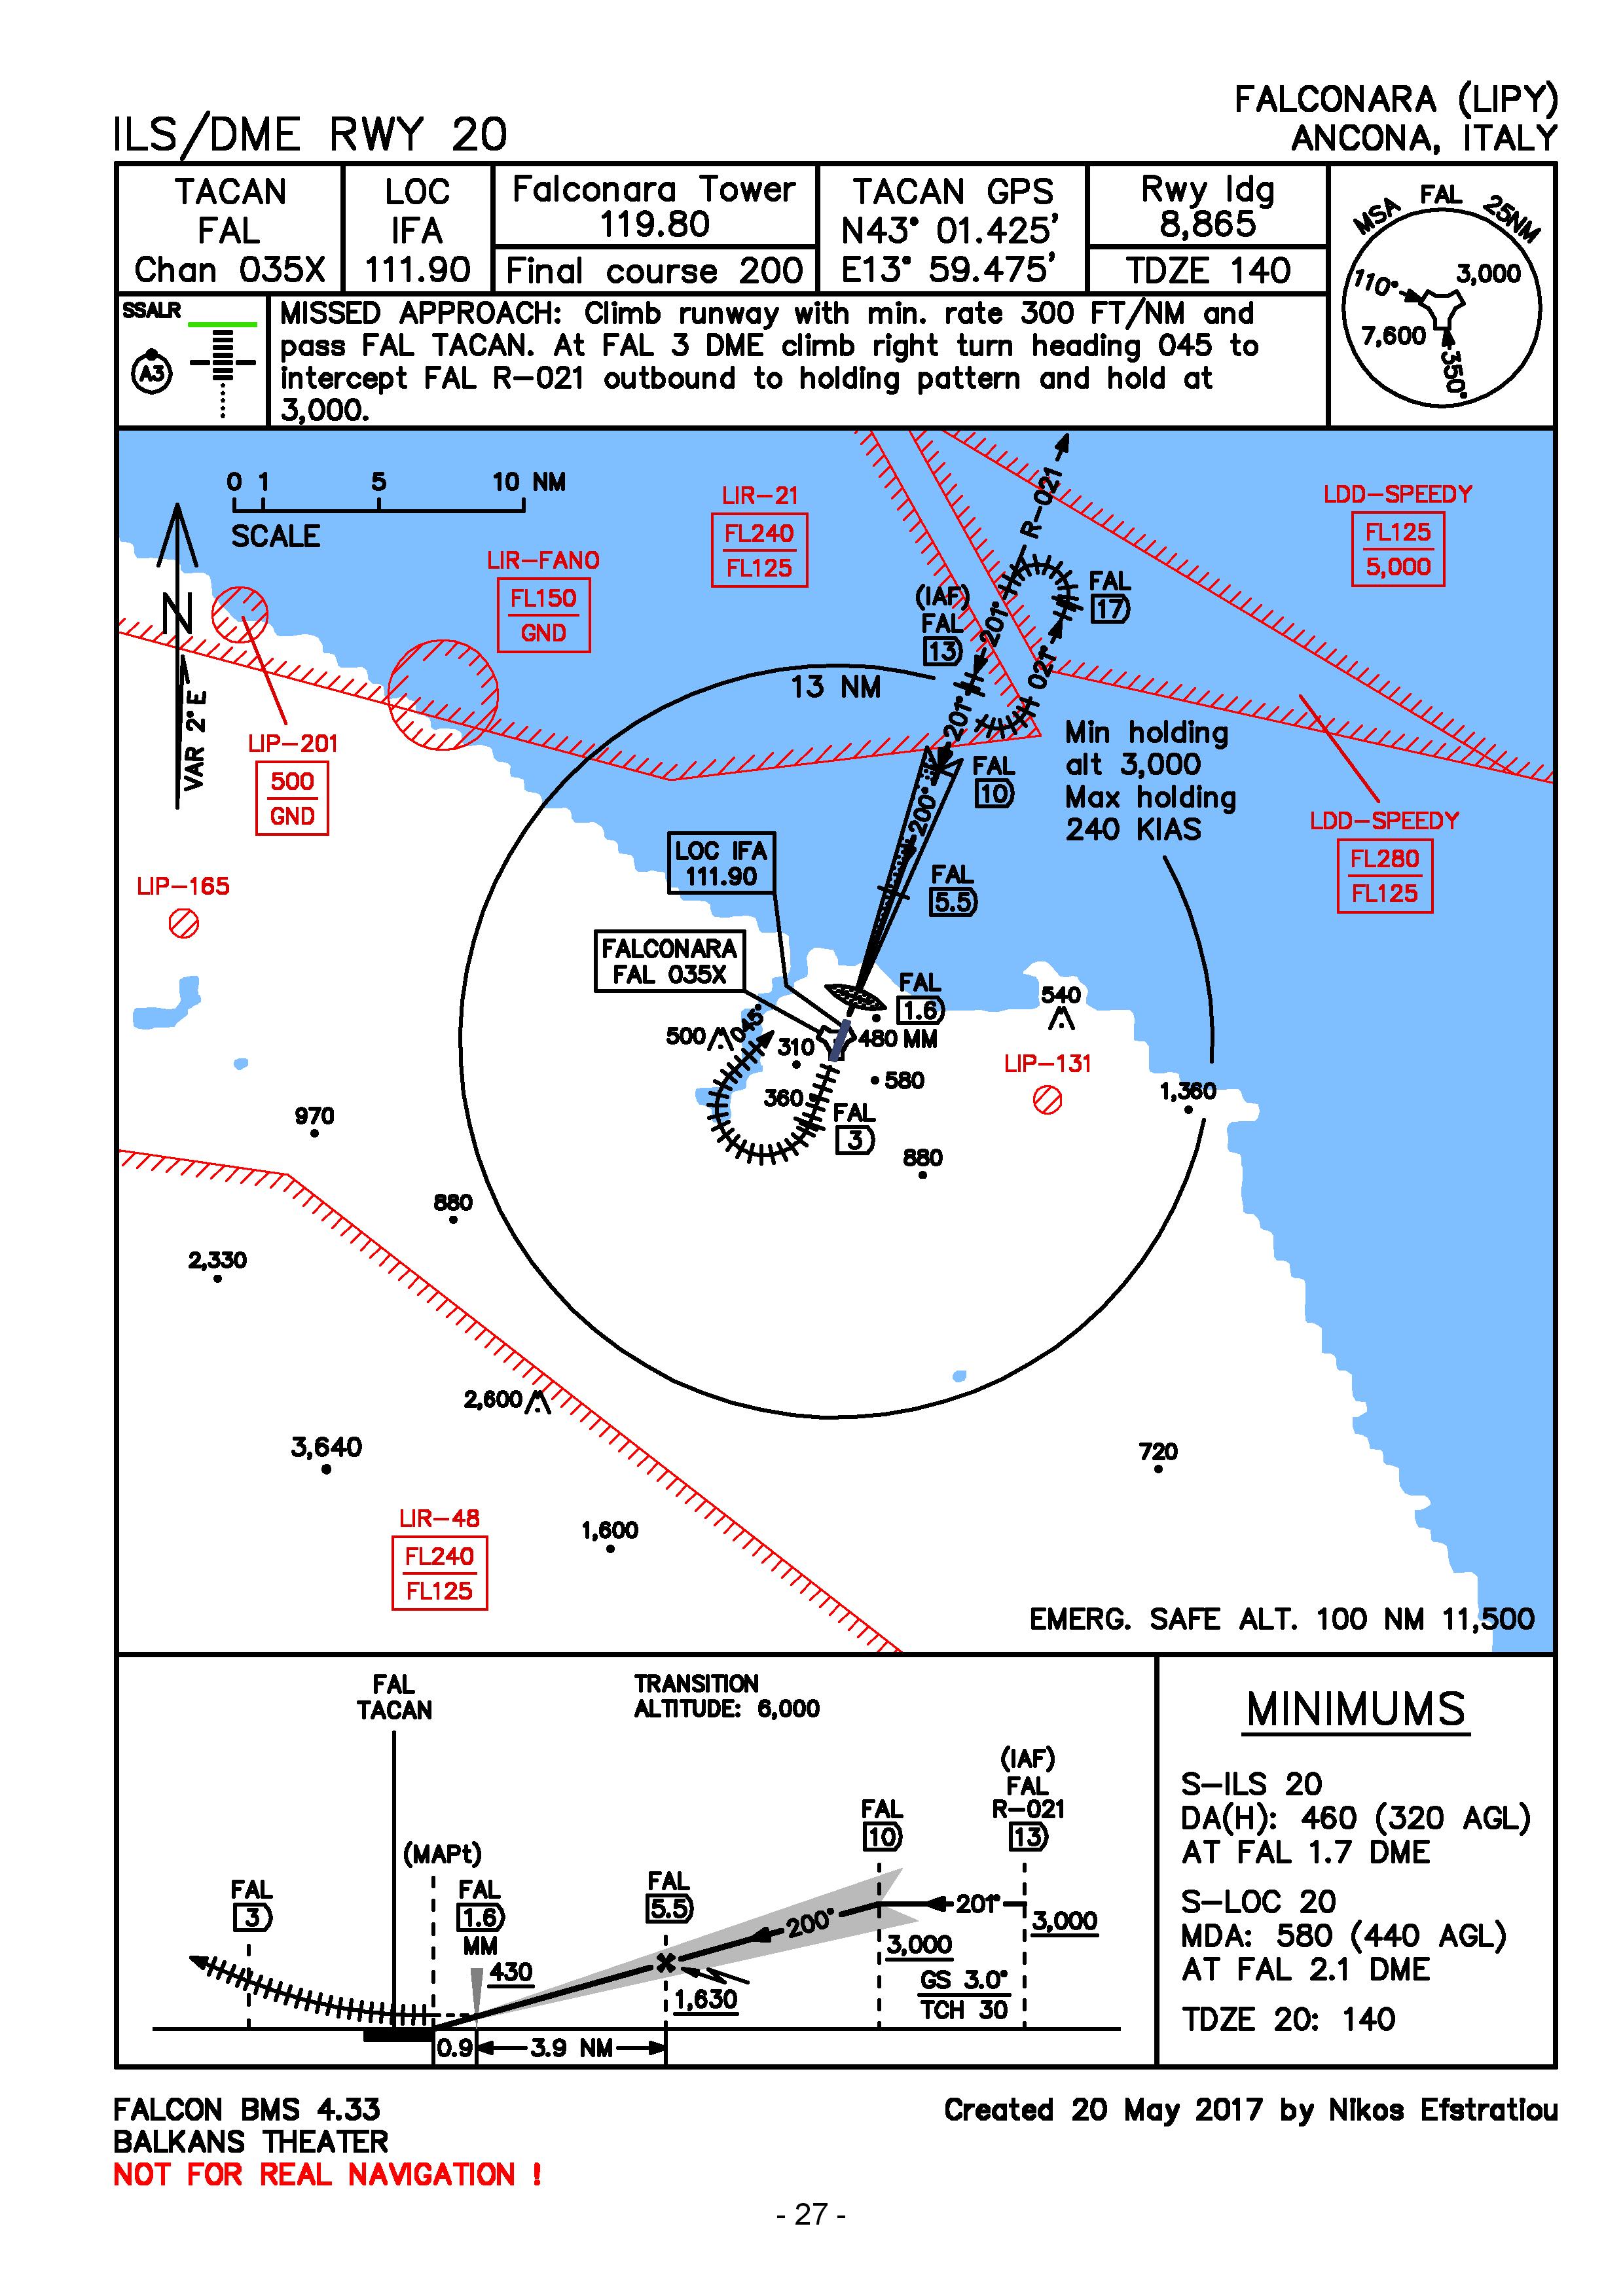 FALCONARA (LIPY)
ILS/DME RWY 20
ANCONA, ITALY
TACAN
FAL
Chan 035X
LOC
IFA
111.90
Falconara Tower
119.80
Final course 200
TACAN GPS
N43° 01.425'
E13° 59.475'
Rwy ldg
8,865
TDZE 140
MSA FAL 25NM
110°
3,000
7,600
350°
SSALR
A3
MISSED APPROACH: Climb runway with min. rate 300 FT/NM and
pass FAL TACAN. At FAL 3 DME climb right turn heading 045 to
intercept FAL R-021 outbound to holding pattern and hold at
3,000.
0 1 5 10 NM
SCALE
N
VAR 2° E
LIR-FANO
FL150
GND
LIR-21
FL240
FL125
R-021
LDD-SPEEDY
FL125
5,000
(IAF)
FAL
13
201°
FAL
17
021°
13 NM
201°
LIP-201
500
GND
Min holding
alt 3,000
Max holding
240 KIAS
FAL
10
200°
LDD-SPEEDY
FL280
FL125
LOC IFA
111.90
FAL
5.5
LIP-165
FALCONARA
FAL 035X
FAL
1.6
540
500
045°
310
480 MM
LIP-131
580
360
1,360
FAL
3
970
880
880
2,330
2,600
3,640
720
LIR-48
FL240
FL125
1,600
EMERG. SAFE ALT. 100 NM 11,500
FAL
TACAN
TRANSITION
ALTITUDE: 6,000
(IAF)
FAL
R-021
13
FAL
10
(MAPt)
FAL
3
FAL
1.6
MM
430
FAL
5.5
200°
201°
3,000
3,000
1,630
GS 3.0°
TCH 30
0.9
3.9 NM
MINIMUMS
S-ILS 20
DA(H): 460 (320 AGL)
AT FAL 1.7 DME
S-LOC 20
MDA: 580 (440 AGL)
AT FAL 2.1 DME
TDZE 20: 140
FALCON BMS 4.33
BALKANS THEATER
NOT FOR REAL NAVIGATION !
Created 20 May 2017 by Nikos Efstratiou
- 27 -